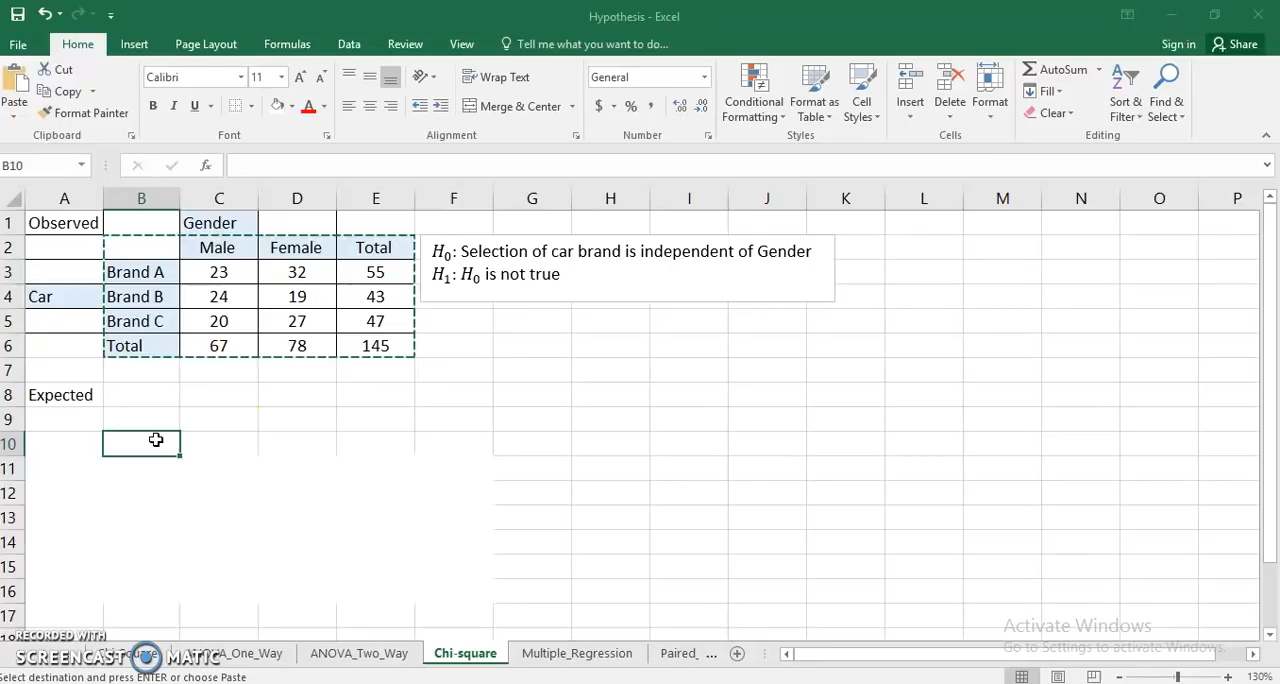 Hypothesis - Excel
File Home Insert Page Layout Formulas Data Review View Tell me what you want to do... Sign in Share
Paste Cut Copy Format Painter
Calibri 11
B I U
Wrap Text
Merge & Center
General
$ %
Conditional Formatting Format as Table Cell Styles
Insert Delete Format
AutoSum Fill Clear
Sort & Filter Find & Select
Clipboard Font Alignment Number Styles Cells Editing
B10 fx
A B C D E F G H I J K L M N O P
1 Observed Gender
2 Male Female Total
3 Brand A 23 32 55
4 Car Brand B 24 19 43
5 Brand C 20 27 47
6 Total 67 78 145
7
8 Expected
9
10
11
12
13
14
15
16
17
H₀: Selection of car brand is independent of Gender
H₁: H₀ is not true
Activate Windows
Go to Settings to activate Windows.
RECORDED WITH
SCREENCAST MATIC
ANOVA_Two_Way Chi-square Multiple_Regression Paired_ ...
Select destination and press ENTER or choose Paste
130%